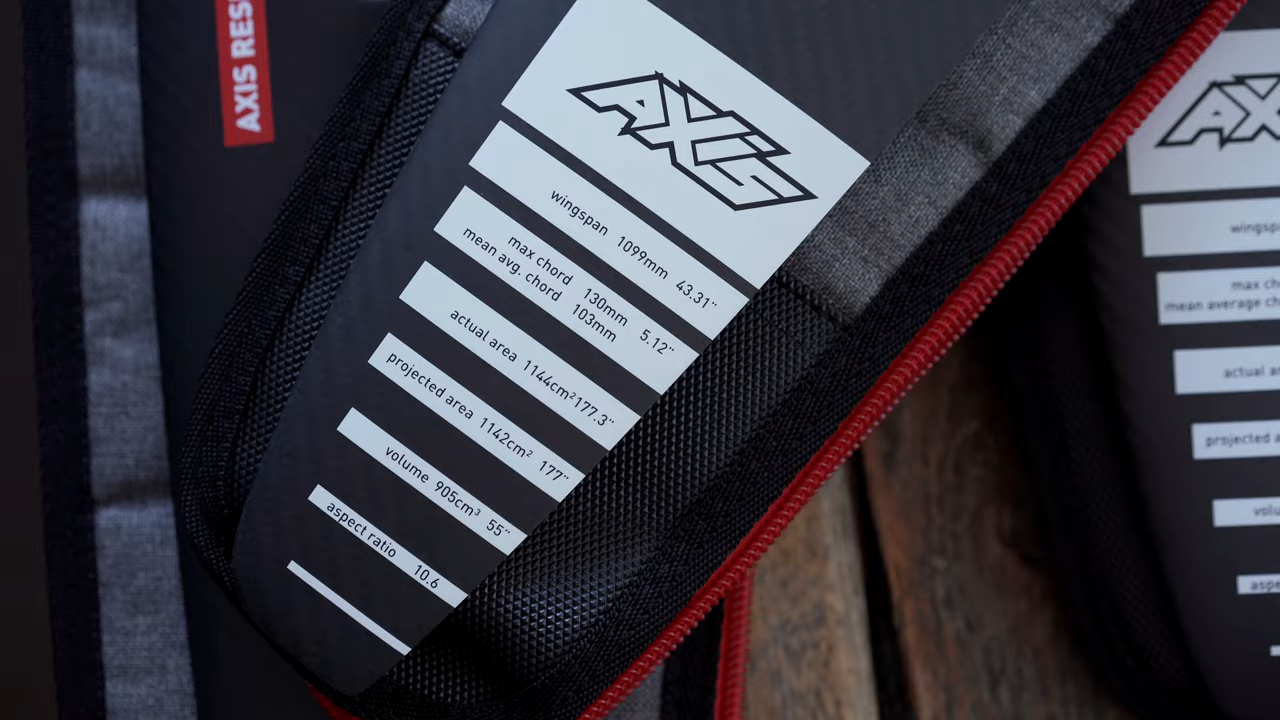 AXIS RES
AXIS
wingspan 1099mm 43.31"
max chord 130mm 5.12"
mean avg. chord 103mm
actual area 1144cm² 177.3"
projected area 1142cm² 177"
volume 905cm³ 55"
aspect ratio 10.6
AX
wingspa
max ch
mean average ch
actual a
projected a
volu
aspe